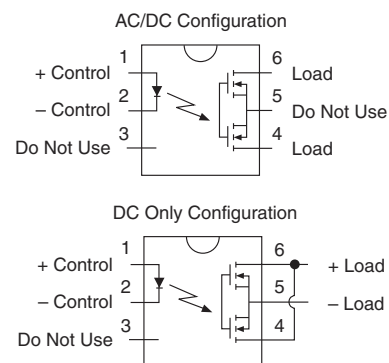 AC/DC Configuration
1 6
+ Control Load
2 5
– Control Do Not Use
3 4
Do Not Use Load
DC Only Configuration
1 6
+ Control + Load
2 5
– Control – Load
3 4
Do Not Use